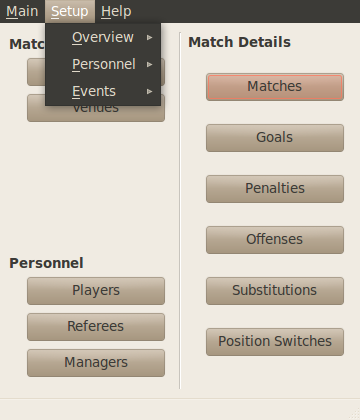 Main Setup Help
Overview
Personnel
Events
Matc
Venues
Personnel
Players
Referees
Managers
Match Details
Matches
Goals
Penalties
Offenses
Substitutions
Position Switches